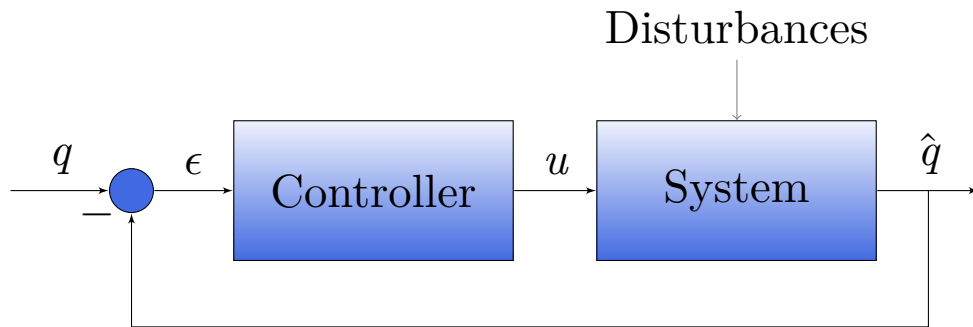 Disturbances
q
ϵ
Controller
u
System
q̂
−